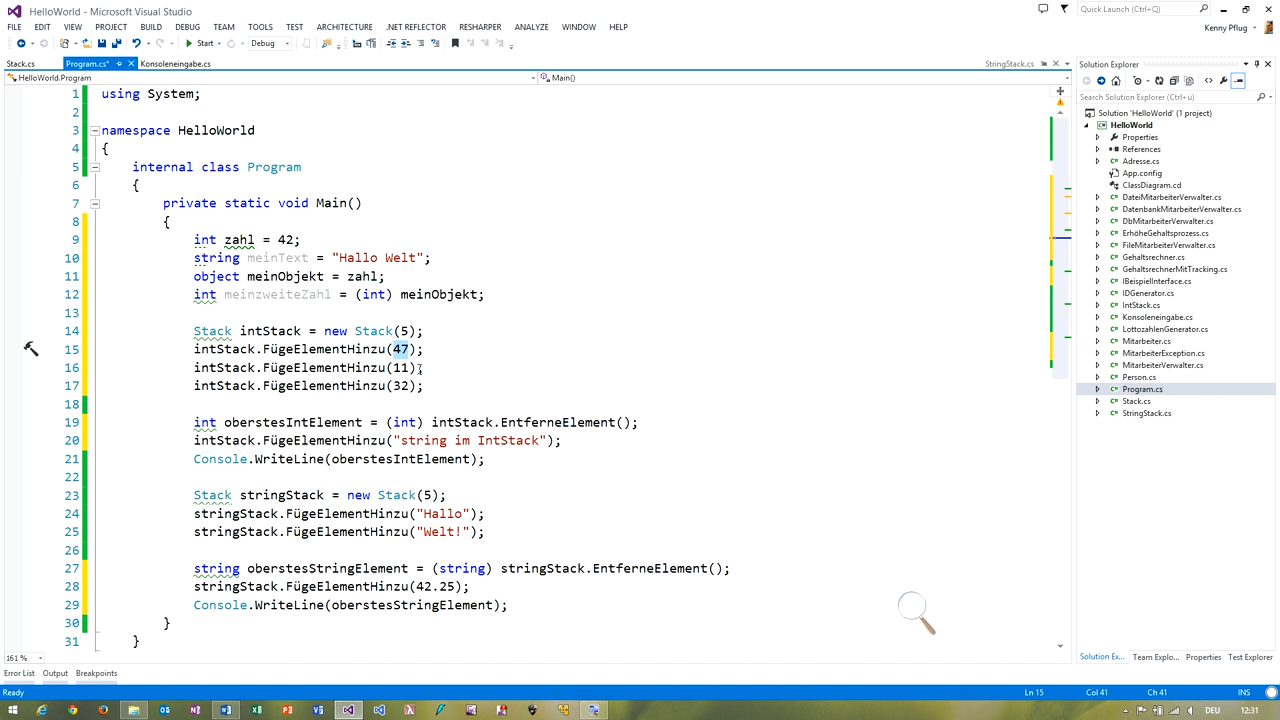 HelloWorld - Microsoft Visual Studio
Quick Launch (Ctrl+Q)
FILE EDIT VIEW PROJECT BUILD DEBUG TEAM TOOLS TEST ARCHITECTURE .NET REFLECTOR RESHARPER ANALYZE WINDOW HELP
Kenny Pflug
Start Debug
Stack.cs Program.cs* Konsoleneingabe.cs StringStack.cs
HelloWorld.Program Main()
1 using System;
2
3 namespace HelloWorld
4 {
5 internal class Program
6 {
7 private static void Main()
8 {
9 int zahl = 42;
10 string meinText = "Hallo Welt";
11 object meinObjekt = zahl;
12 int meinzweiteZahl = (int) meinObjekt;
13
14 Stack intStack = new Stack(5);
15 intStack.FügeElementHinzu(47);
16 intStack.FügeElementHinzu(11);
17 intStack.FügeElementHinzu(32);
18
19 int oberstesIntElement = (int) intStack.EntferneElement();
20 intStack.FügeElementHinzu("string im IntStack");
21 Console.WriteLine(oberstesIntElement);
22
23 Stack stringStack = new Stack(5);
24 stringStack.FügeElementHinzu("Hallo");
25 stringStack.FügeElementHinzu("Welt!");
26
27 string oberstesStringElement = (string) stringStack.EntferneElement();
28 stringStack.FügeElementHinzu(42.25);
29 Console.WriteLine(oberstesStringElement);
30 }
31 }
161 %
Error List Output Breakpoints
Solution Explorer
Search Solution Explorer (Ctrl+ü)
Solution 'HelloWorld' (1 project)
HelloWorld
Properties
References
Adresse.cs
App.config
ClassDiagram.cd
DateiMitarbeiterVerwalter.cs
DatenbankMitarbeiterVerwalter.cs
DbMitarbeiterVerwalter.cs
ErhöheGehaltsprozess.cs
FileMitarbeiterVerwalter.cs
Gehaltsrechner.cs
GehaltsrechnerMitTracking.cs
IBeispielInterface.cs
IDGenerator.cs
IntStack.cs
Konsoleneingabe.cs
LottozahlenGenerator.cs
Mitarbeiter.cs
MitarbeiterException.cs
MitarbeiterVerwalter.cs
Person.cs
Program.cs
Stack.cs
StringStack.cs
Solution Ex... Team Explo... Properties Test Explorer
Ready Ln 15 Col 41 Ch 41 INS
DEU 12:31